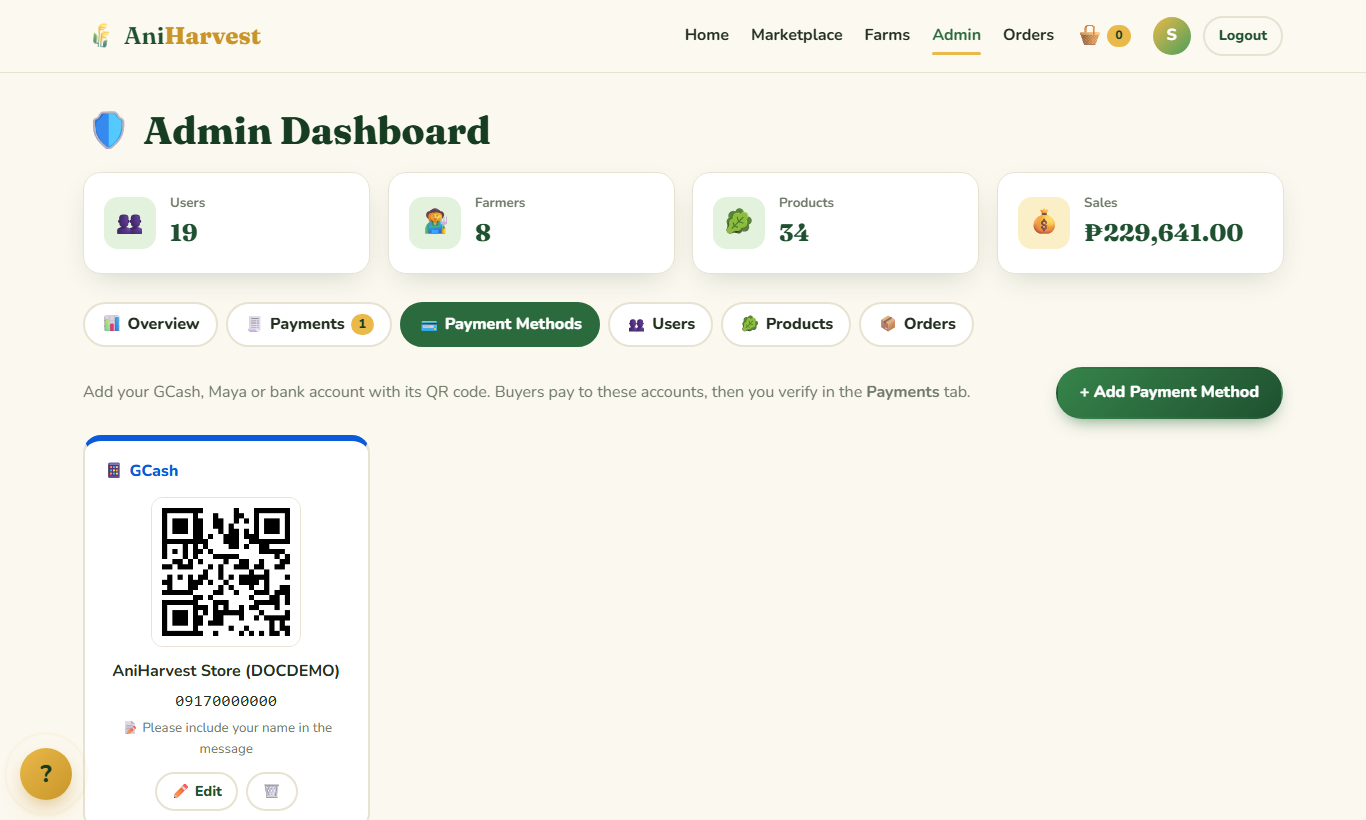 AniHarvest
Home Marketplace Farms Admin Orders 0 S Logout
Admin Dashboard
Users
19
Farmers
8
Products
34
Sales
₱229,641.00
Overview Payments 1 Payment Methods Users Products Orders
Add your GCash, Maya or bank account with its QR code. Buyers pay to these accounts, then you verify in the Payments tab.
+ Add Payment Method
GCash
AniHarvest Store (DOCDEMO)
09170000000
Please include your name in the
message
Edit
?